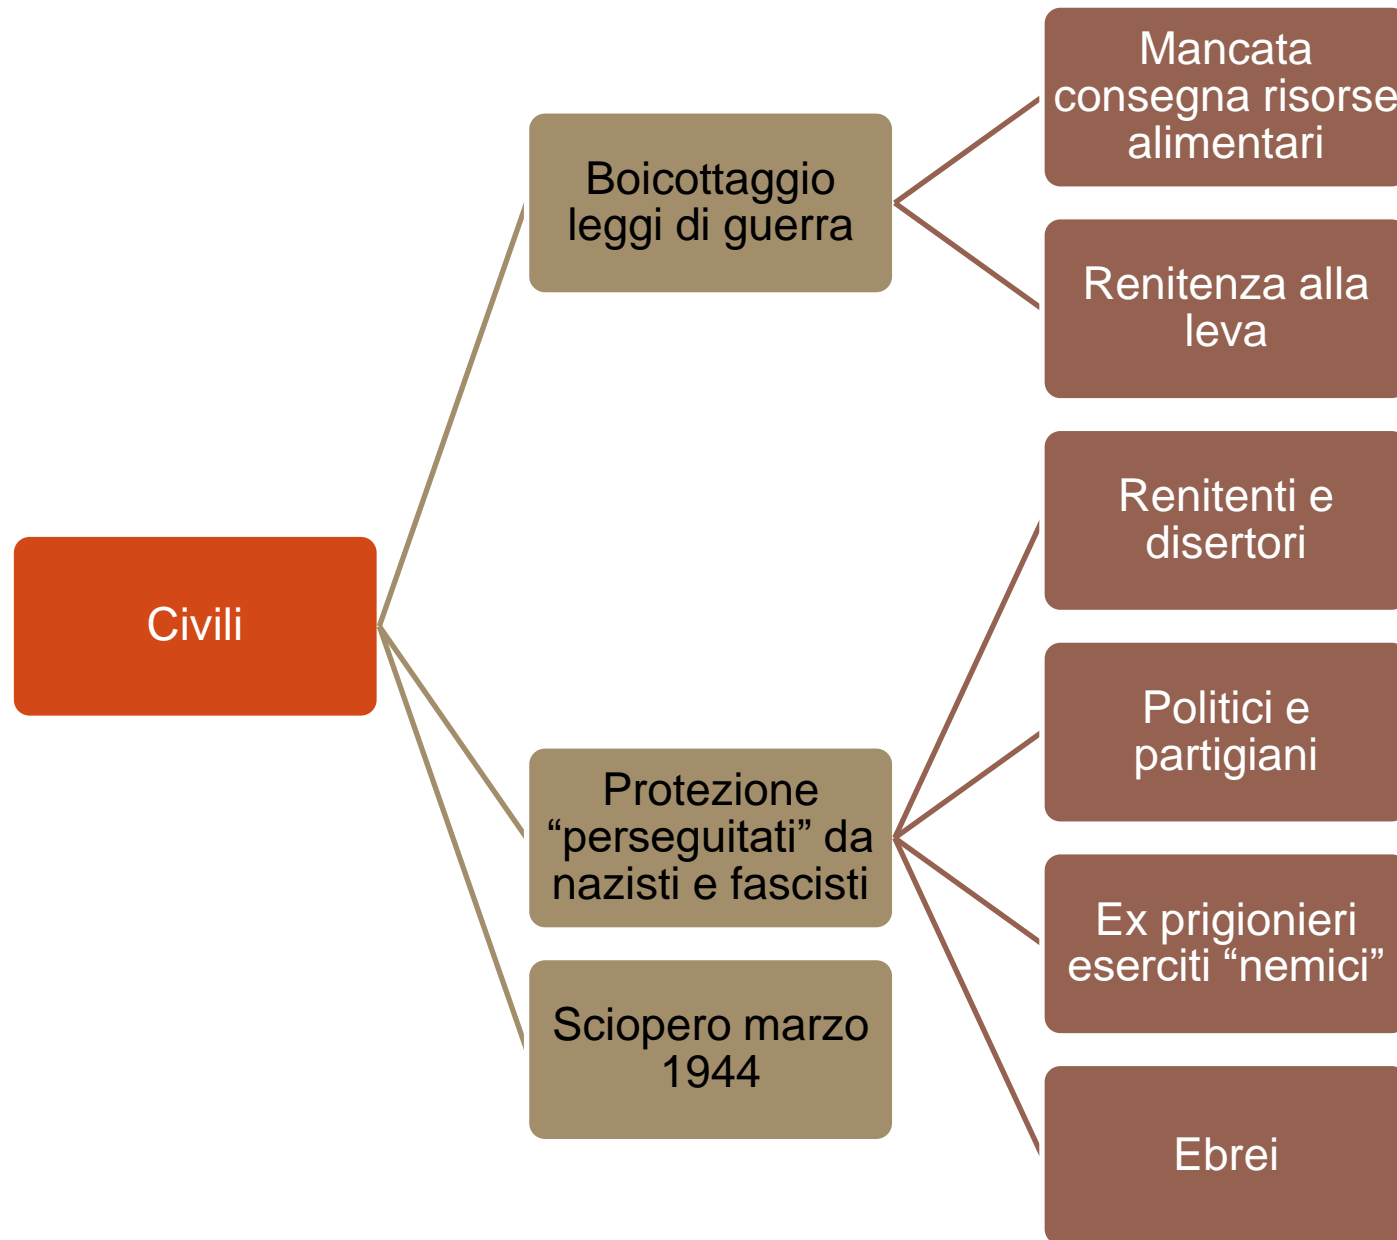 Civili
Boicottaggio
leggi di guerra
Mancata
consegna risorse
alimentari
Renitenza alla
leva
Protezione
“perseguitati” da
nazisti e fascisti
Renitenti e
disertori
Politici e
partigiani
Ex prigionieri
eserciti “nemici”
Ebrei
Sciopero marzo
1944